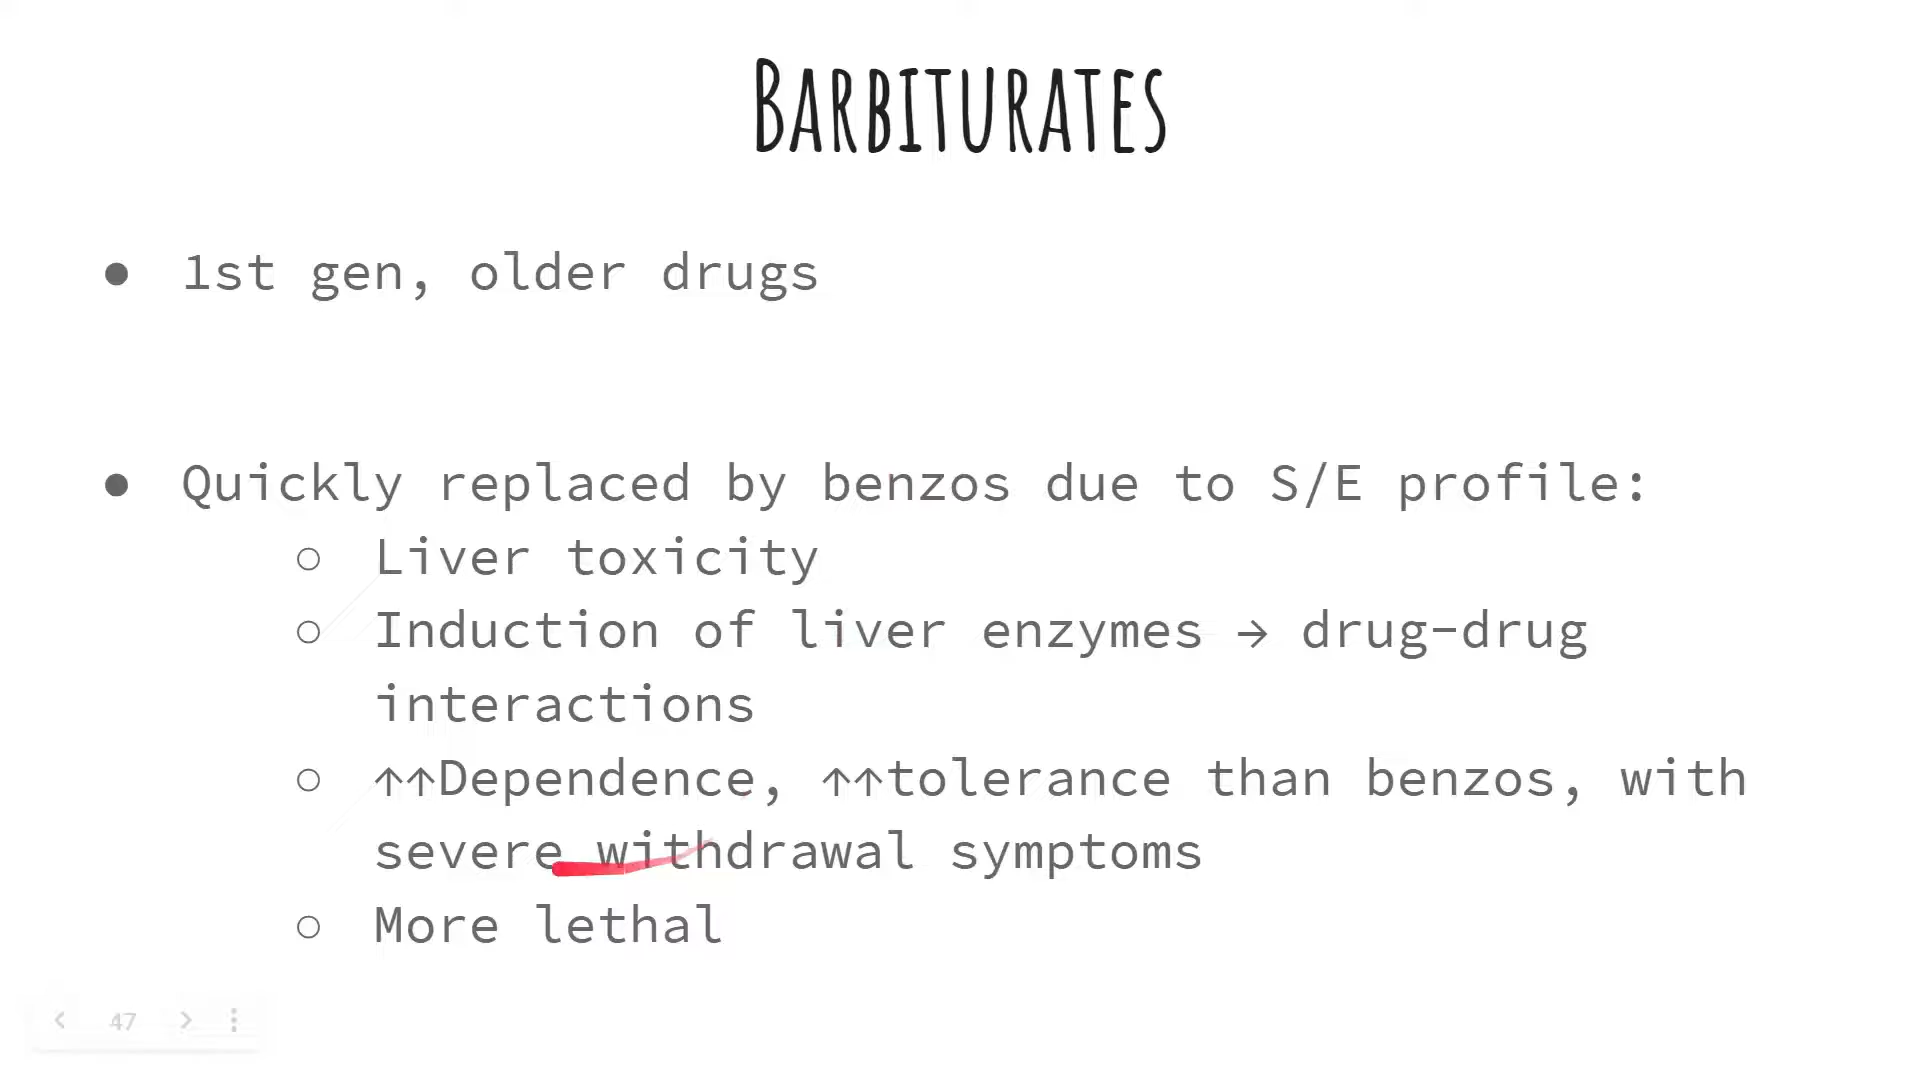 BARBITURATES
● 1st gen, older drugs
● Quickly replaced by benzos due to S/E profile:
○ Liver toxicity
○ Induction of liver enzymes → drug-drug
interactions
○ ↑↑Dependence, ↑↑tolerance than benzos, with
severe withdrawal symptoms
○ More lethal
47